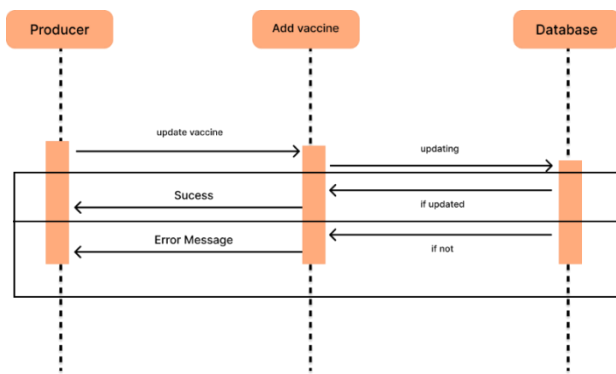 Producer
Add vaccine
Database
update vaccine
updating
Sucess
if updated
Error Message
if not